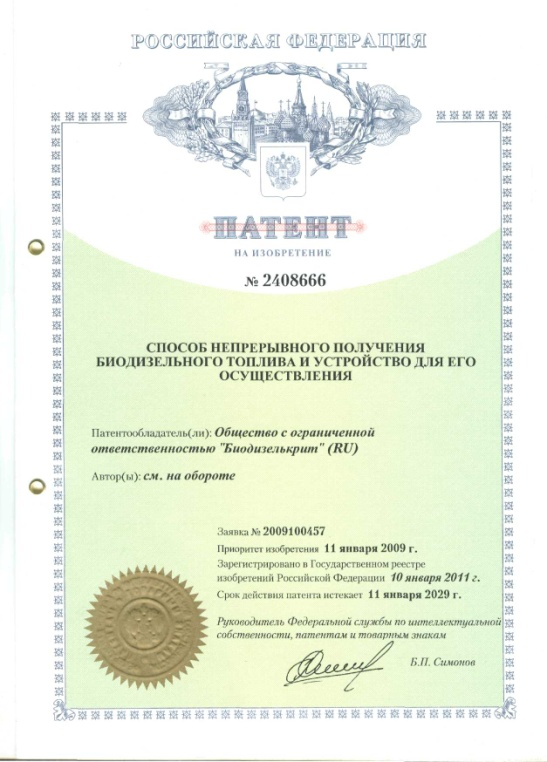 РОССИЙСКАЯ ФЕДЕРАЦИЯ
ПАТЕНТ
НА ИЗОБРЕТЕНИЕ
№ 2408666
СПОСОБ НЕПРЕРЫВНОГО ПОЛУЧЕНИЯ
БИОДИЗЕЛЬНОГО ТОПЛИВА И УСТРОЙСТВО ДЛЯ ЕГО
ОСУЩЕСТВЛЕНИЯ
Патентообладатель(ли): Общество с ограниченной
ответственностью "Биодизелькрит" (RU)
Автор(ы): см. на обороте
Заявка № 2009100457
Приоритет изобретения 11 января 2009 г.
Зарегистрировано в Государственном реестре
изобретений Российской Федерации 10 января 2011 г.
Срок действия патента истекает 11 января 2029 г.
Руководитель Федеральной службы по интеллектуальной
собственности, патентам и товарным знакам
Б.П. Симонов